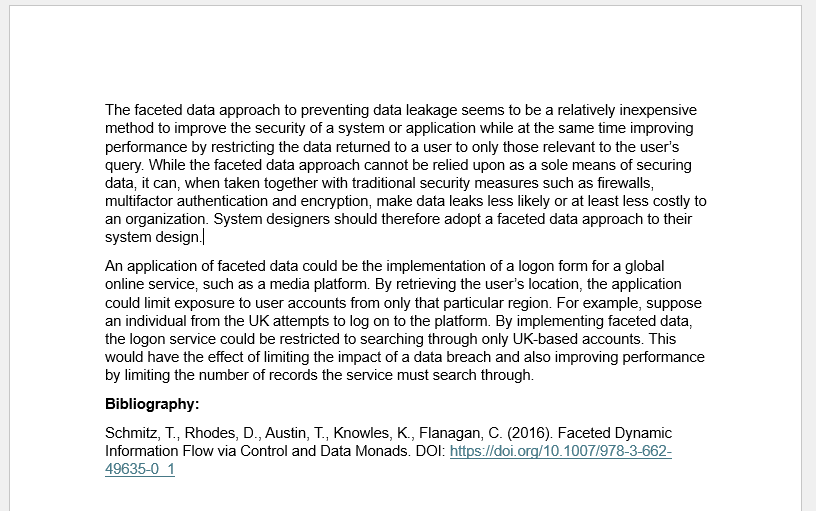 The faceted data approach to preventing data leakage seems to be a relatively inexpensive
method to improve the security of a system or application while at the same time improving
performance by restricting the data returned to a user to only those relevant to the user's
query. While the faceted data approach cannot be relied upon as a sole means of securing
data, it can, when taken together with traditional security measures such as firewalls,
multifactor authentication and encryption, make data leaks less likely or at least less costly to
an organization. System designers should therefore adopt a faceted data approach to their
system design.
An application of faceted data could be the implementation of a logon form for a global
online service, such as a media platform. By retrieving the user's location, the application
could limit exposure to user accounts from only that particular region. For example, suppose
an individual from the UK attempts to log on to the platform. By implementing faceted data,
the logon service could be restricted to searching through only UK-based accounts. This
would have the effect of limiting the impact of a data breach and also improving performance
by limiting the number of records the service must search through.
Bibliography:
Schmitz, T., Rhodes, D., Austin, T., Knowles, K., Flanagan, C. (2016). Faceted Dynamic
Information Flow via Control and Data Monads. DOI: https://doi.org/10.1007/978-3-662-
49635-0_1